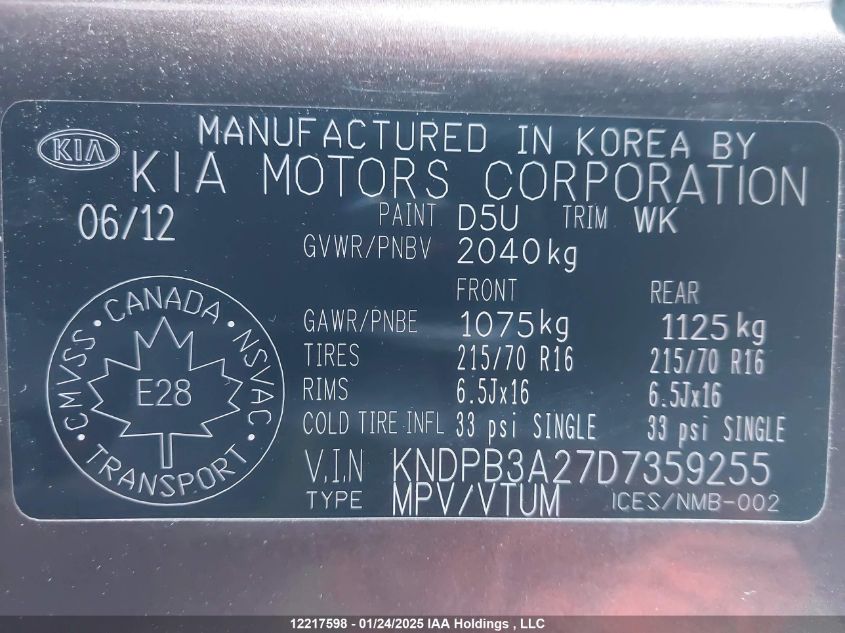 KIA
MANUFACTURED IN KOREA BY
KIA MOTORS CORPORATION
06/12 PAINT D5U TRIM WK
GVWR/PNBV 2040kg
FRONT REAR
GAWR/PNBE 1075kg 1125kg
TIRES 215/70 R16 215/70 R16
RIMS 6.5Jx16 6.5Jx16
COLD TIRE INFL 33 psi SINGLE 33 psi SINGLE
V.I.N KNDPB3A27D7359255
TYPE MPV/VTUM ICES/NMB-002
CMVSS • CANADA • NSVAC • TRANSPORT •
E28
12217598 - 01/24/2025 IAA Holdings , LLC